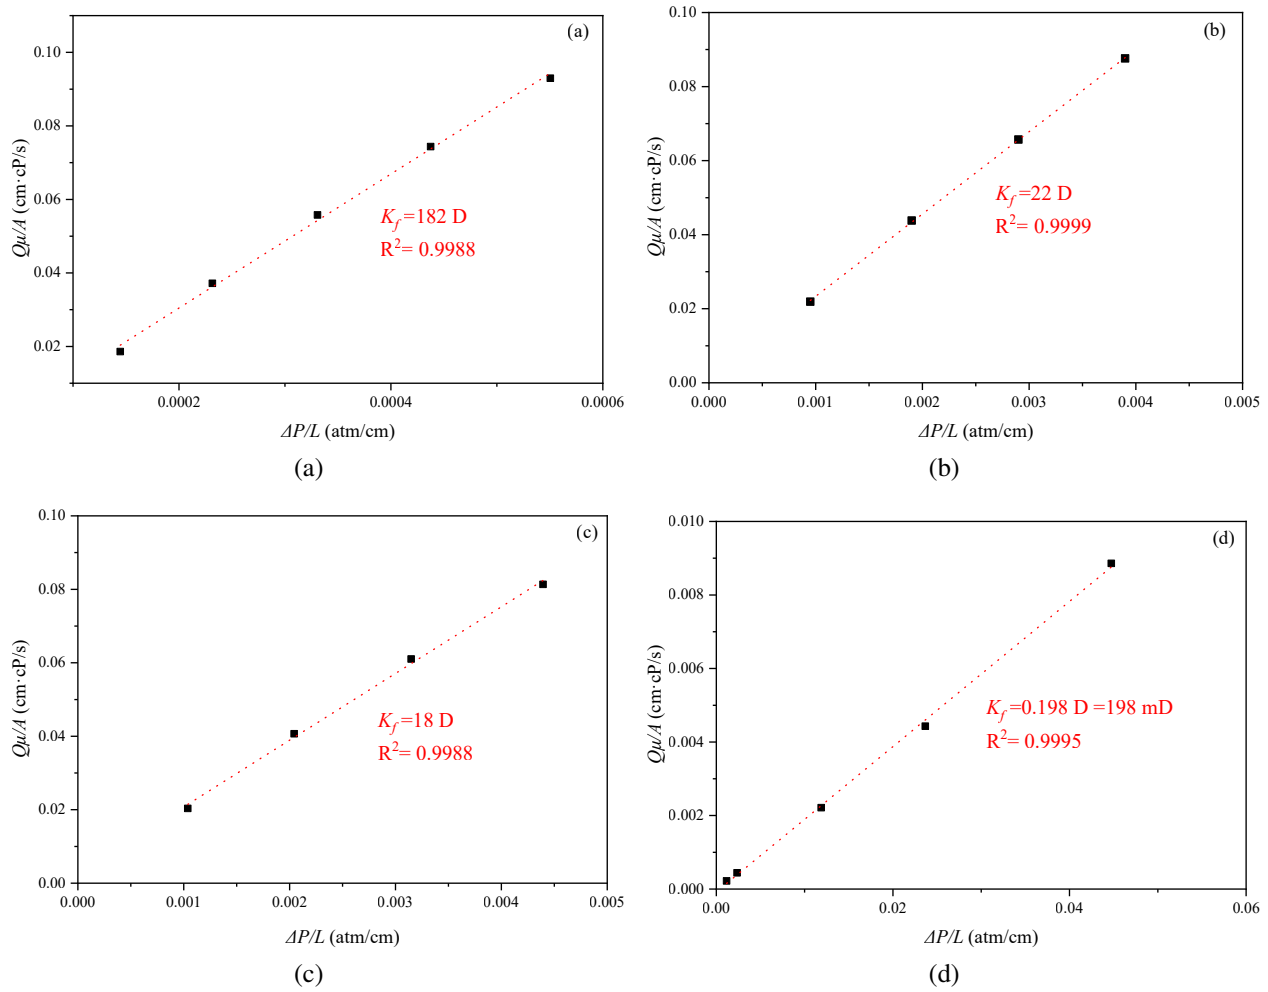 (a)
0.10
0.08
0.06
0.04
0.02
0.0002
0.0004
0.0006
Qμ/A (cm·cP/s)
K_f=182 D
R²= 0.9988
ΔP/L (atm/cm)
(a)
(b)
0.10
0.08
0.06
0.04
0.02
0.00
0.000
0.001
0.002
0.003
0.004
0.005
Qμ/A (cm·cP/s)
K_f=22 D
R²= 0.9999
ΔP/L (atm/cm)
(b)
(c)
0.10
0.08
0.06
0.04
0.02
0.00
0.000
0.001
0.002
0.003
0.004
0.005
Qμ/A (cm·cP/s)
K_f=18 D
R²= 0.9988
ΔP/L (atm/cm)
(c)
(d)
0.010
0.008
0.006
0.004
0.002
0.000
0.00
0.02
0.04
0.06
Qμ/A (cm·cP/s)
K_f=0.198 D =198 mD
R²= 0.9995
ΔP/L (atm/cm)
(d)